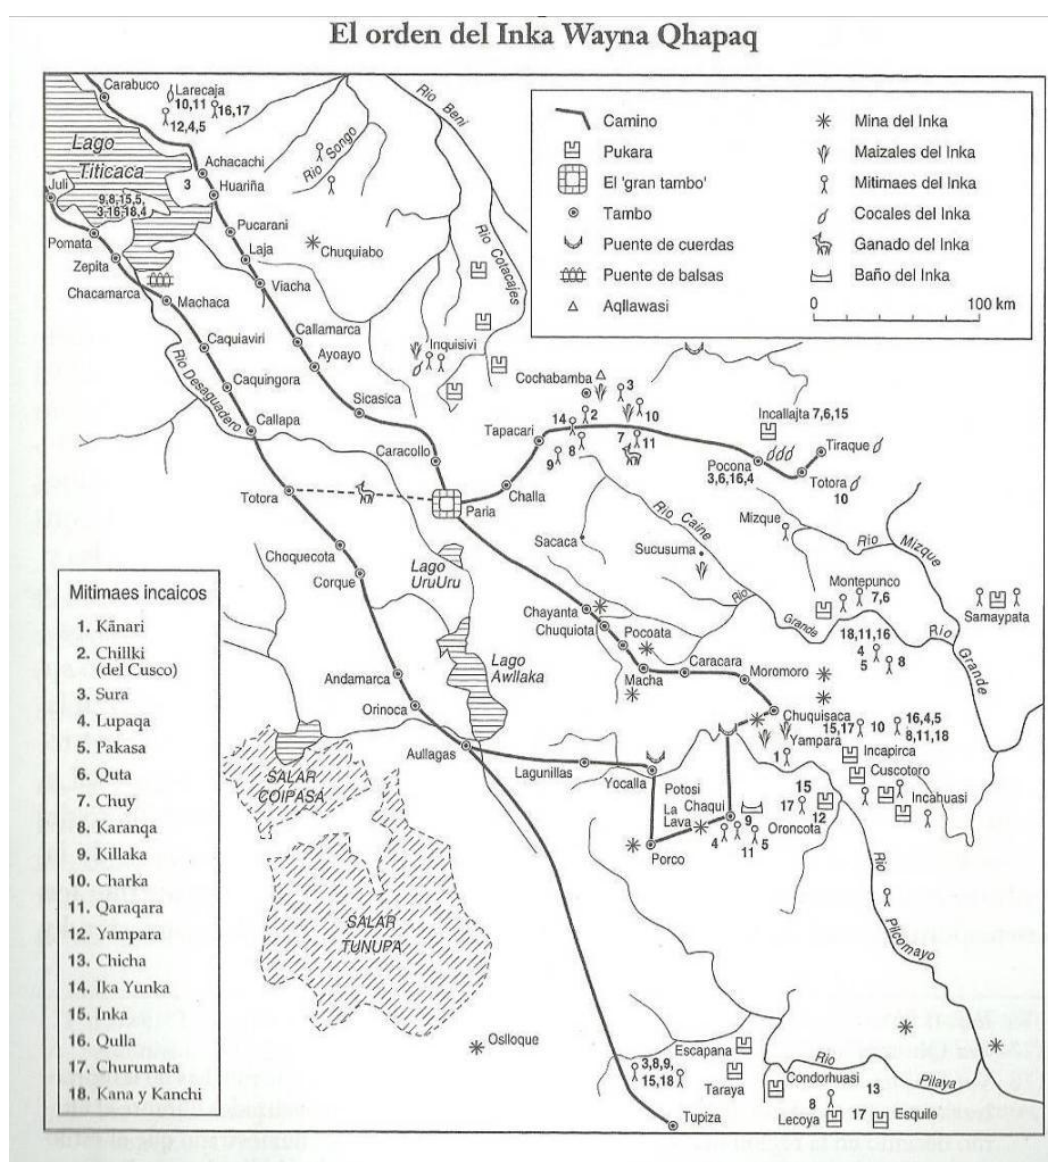 El orden del Inka Wayna Qhapaq
Carabuco
Larecaja
10,11
16,17
12,4,5
Lago
Titicaca
Achacachi
3
Huariña
Juli
9,8,15,5,
3,16,18,4
Pucarani
Laja
Pomata
Zepita
Viacha
Chacamarca
Machaca
Rio Songo
Rio Beni
Chuquiabo
Rio Cotacajes
Camino
Pukara
El 'gran tambo'
Tambo
Puente de cuerdas
Puente de balsas
Aqllawasi
Mina del Inka
Maizales del Inka
Mitimaes del Inka
Cocales del Inka
Ganado del Inka
Baño del Inka
0
100 km
Caquiaviri
Callamarca
Ayoayo
Inquisivi
Rio Desaguadero
Caquingora
Sicasica
Callapa
Cochabamba
3
2
10
14
Incallajta 7,6,15
Tapacari
8
7
11
9
Caracollo
Tiraque
Pocona
3,6,16,4
Totora
10
Totora
Challa
Paria
Rio Caine
Mizque
Rio
Mizque
Sacaca
Sucusuma
Choquecota
Corque
Lago
UruUru
Montepunco
7,6
Samaypata
Rio
Grande
Rio
Grande
Chayanta
Chuquiota
Pocoata
18,11,16
4
5
8
Lago
Awllaka
Macha
Caracara
Moromoro
Andamarca
Orinoca
Chuquisaca
15,17
10
16,4,5
8,11,18
Yampara
1
Incapirca
Aullagas
Lagunillas
Yocalla
Cuscotoro
SALAR
COIPASA
Potosi
La
Lava
Chaqui
9
15
17
12
Incahuasi
Oroncota
4
11
5
Porco
Rio
Pilcomayo
SALAR
TUNUPA
Oslloque
Escapana
3,8,9,
15,18
Taraya
Rio
Pilaya
Condorhuasi
13
8
Lecoya
17
Esquile
Tupiza
Mitimaes incaicos
1. Kãnari
2. Chillki
(del Cusco)
3. Sura
4. Lupaqa
5. Pakasa
6. Quta
7. Chuy
8. Karanqa
9. Killaka
10. Charka
11. Qaraqara
12. Yampara
13. Chicha
14. Ika Yunka
15. Inka
16. Qulla
17. Churumata
18. Kana y Kanchi